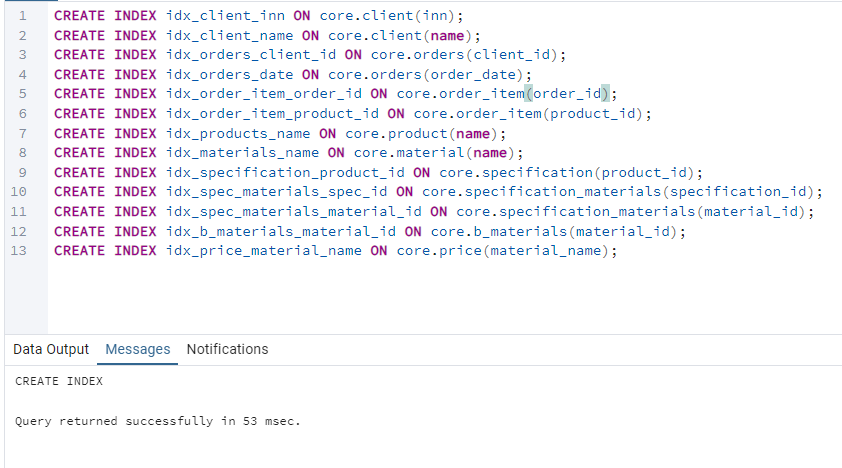 1 CREATE INDEX idx_client_inn ON core.client(inn);
2 CREATE INDEX idx_client_name ON core.client(name);
3 CREATE INDEX idx_orders_client_id ON core.orders(client_id);
4 CREATE INDEX idx_orders_date ON core.orders(order_date);
5 CREATE INDEX idx_order_item_order_id ON core.order_item(order_id);
6 CREATE INDEX idx_order_item_product_id ON core.order_item(product_id);
7 CREATE INDEX idx_products_name ON core.product(name);
8 CREATE INDEX idx_materials_name ON core.material(name);
9 CREATE INDEX idx_specification_product_id ON core.specification(product_id);
10 CREATE INDEX idx_spec_materials_spec_id ON core.specification_materials(specification_id);
11 CREATE INDEX idx_spec_materials_material_id ON core.specification_materials(material_id);
12 CREATE INDEX idx_b_materials_material_id ON core.b_materials(material_id);
13 CREATE INDEX idx_price_material_name ON core.price(material_name);
Data Output Messages Notifications
CREATE INDEX
Query returned successfully in 53 msec.